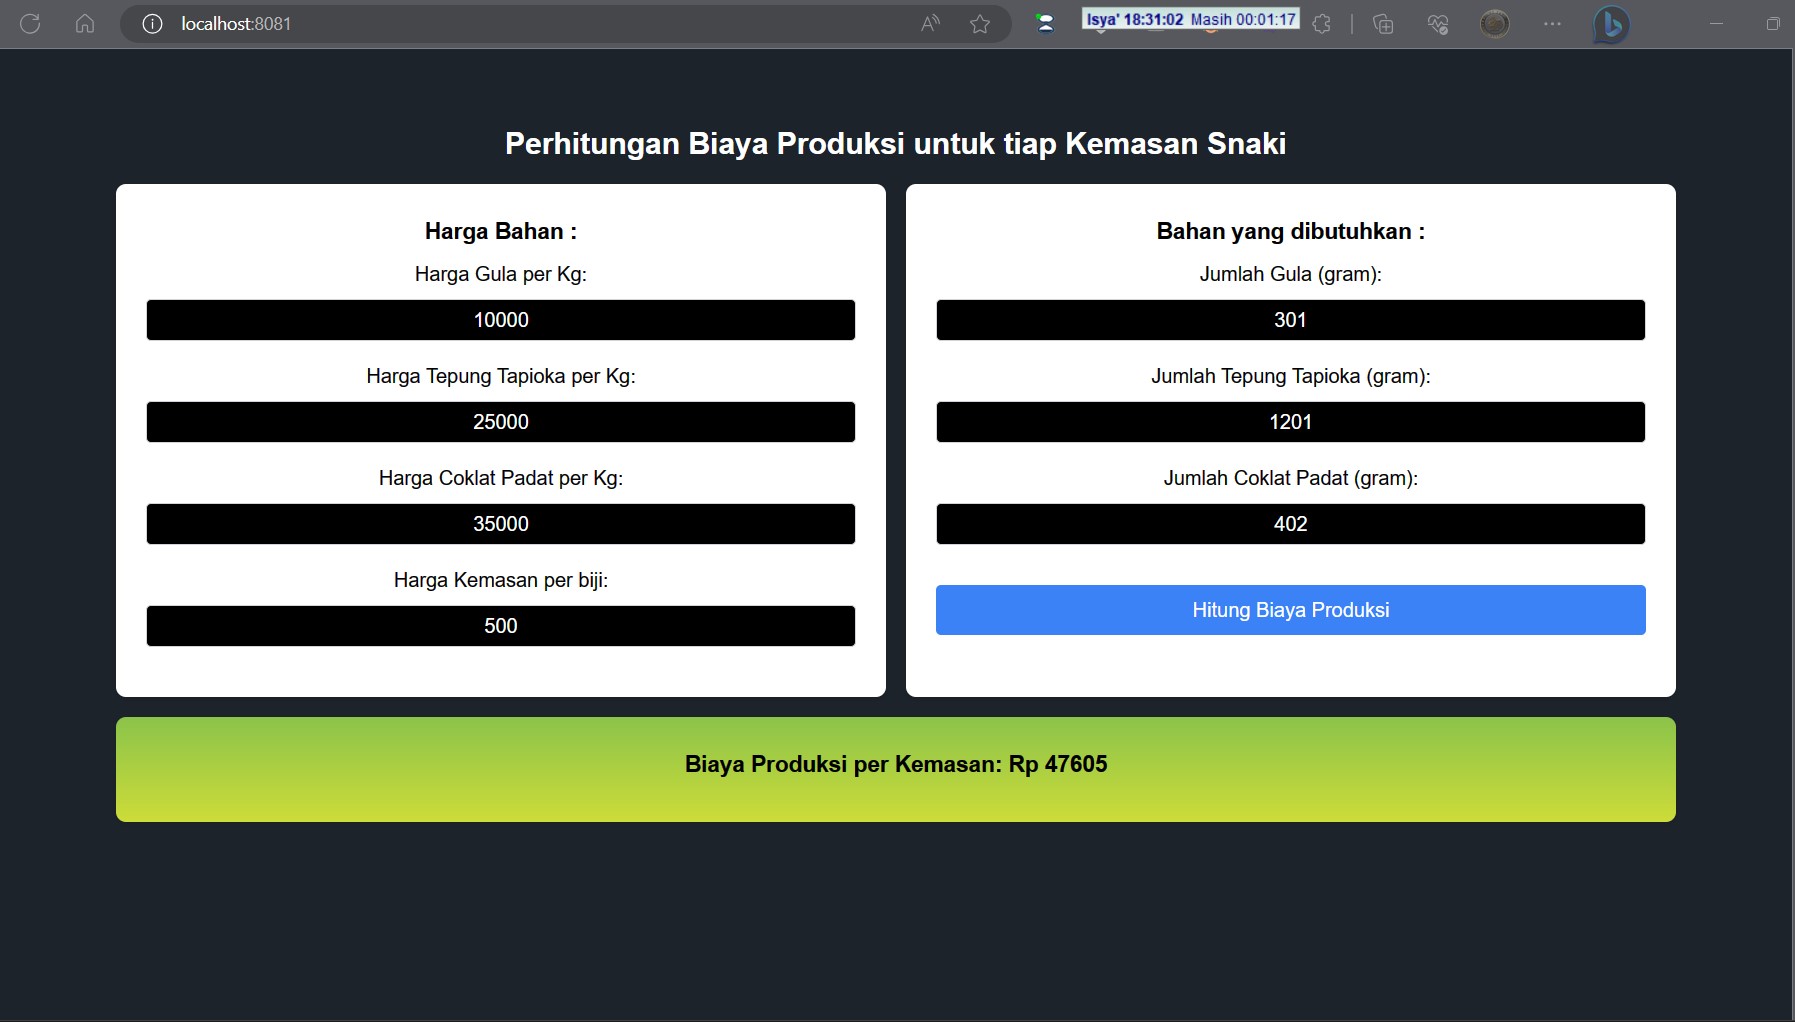 localhost:8081
Isya' 18:31:02 Masih 00:01:17
Perhitungan Biaya Produksi untuk tiap Kemasan Snaki
Harga Bahan :
Harga Gula per Kg:
10000
Harga Tepung Tapioka per Kg:
25000
Harga Coklat Padat per Kg:
35000
Harga Kemasan per biji:
500
Bahan yang dibutuhkan :
Jumlah Gula (gram):
301
Jumlah Tepung Tapioka (gram):
1201
Jumlah Coklat Padat (gram):
402
Hitung Biaya Produksi
Biaya Produksi per Kemasan: Rp 47605